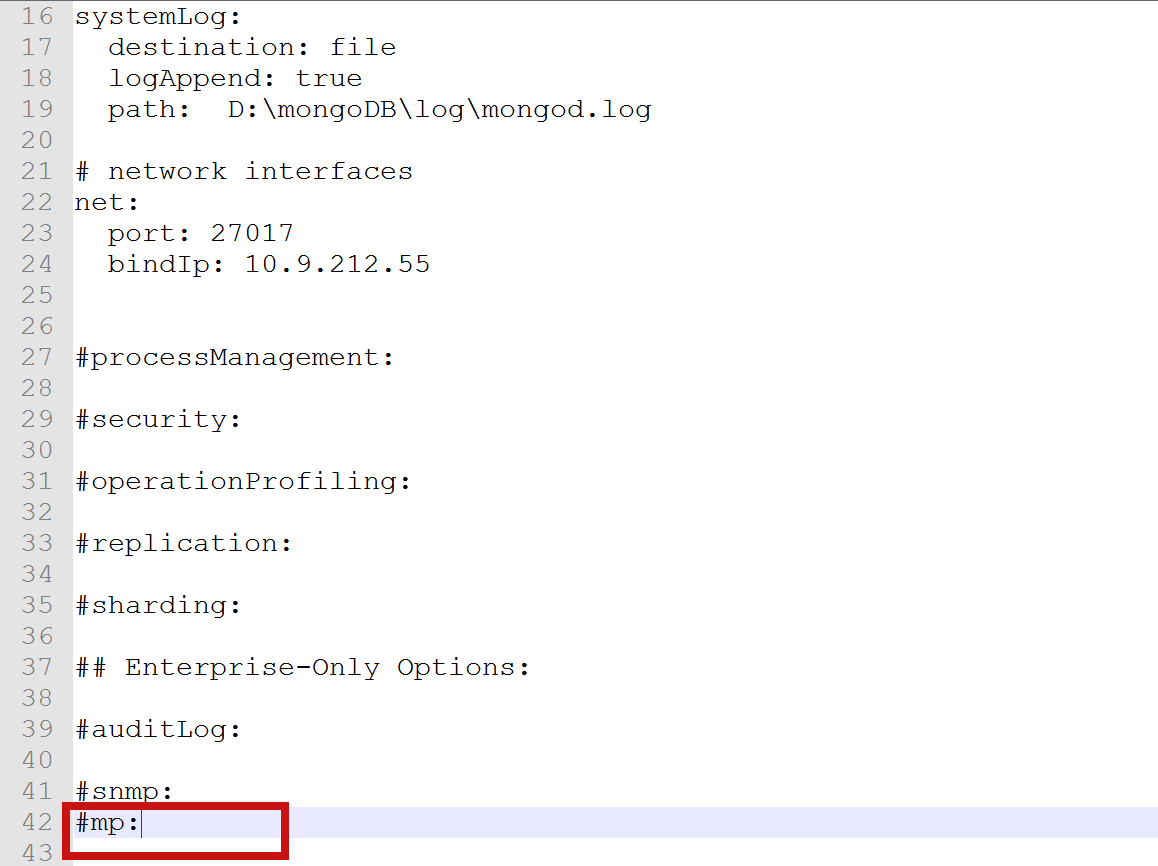 16 systemLog:
17   destination: file
18   logAppend: true
19   path:  D:\mongoDB\log\mongod.log
20
21 # network interfaces
22 net:
23   port: 27017
24   bindIp: 10.9.212.55
25
26
27 #processManagement:
28
29 #security:
30
31 #operationProfiling:
32
33 #replication:
34
35 #sharding:
36
37 ## Enterprise-Only Options:
38
39 #auditLog:
40
41 #snmp:
42 #mp:
43